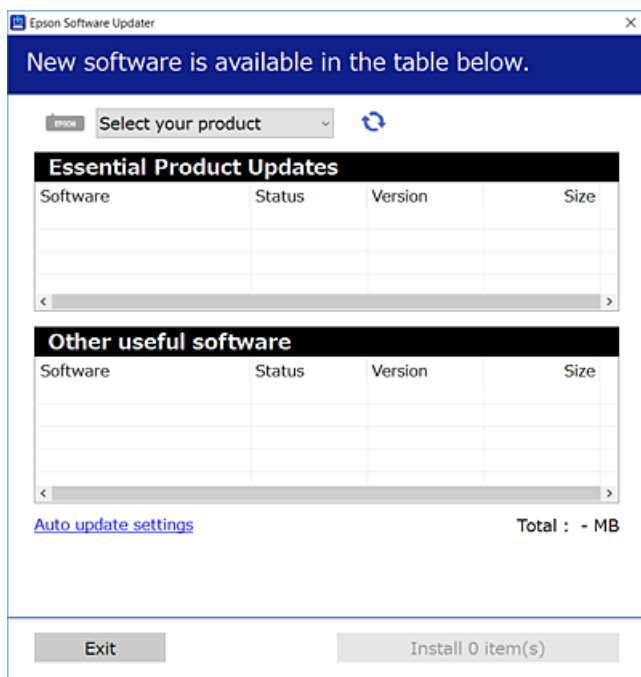 Epson Software Updater
New software is available in the table below.
EPSON Select your product
Essential Product Updates
Software Status Version Size
Other useful software
Software Status Version Size
Auto update settings Total : - MB
Exit Install 0 item(s)